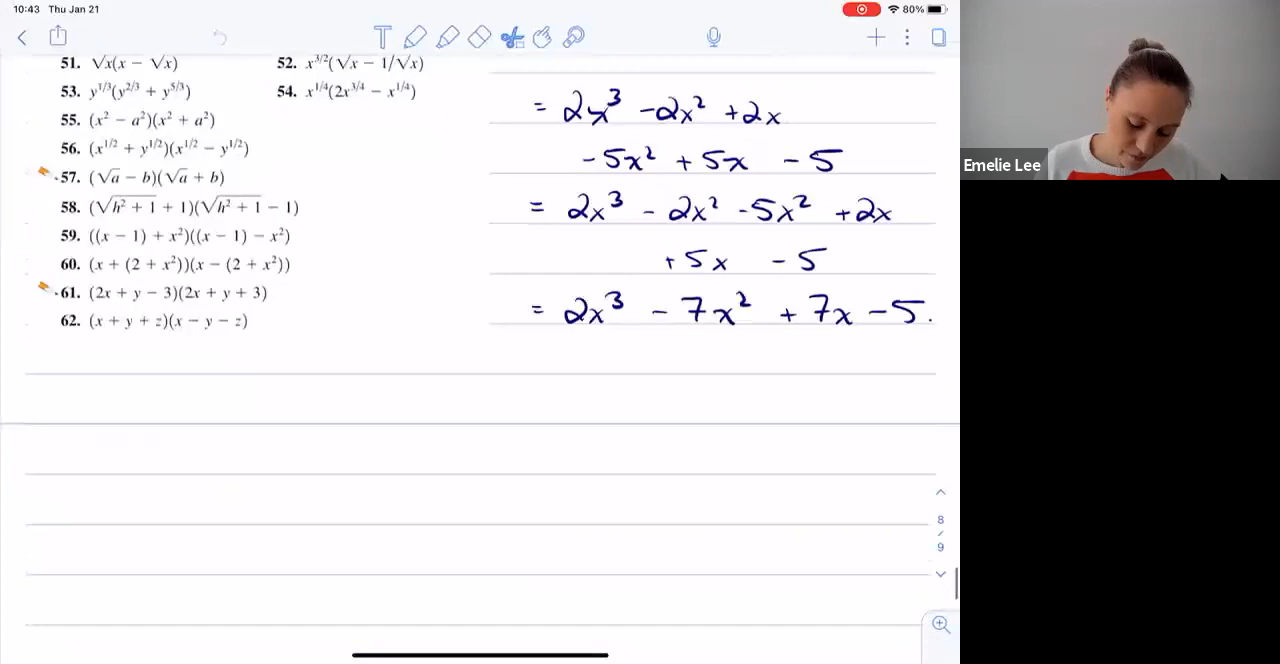 10:43 Thu Jan 21
80%
51. √x(x − √x)
52. x^{3/2}(√x − 1/√x)
53. y^{1/3}(y^{2/3} + y^{5/3})
54. x^{1/4}(2x^{3/4} − x^{1/4})
55. (x² − a²)(x² + a²)
56. (x^{1/2} + y^{1/2})(x^{1/2} − y^{1/2})
57. (√a − b)(√a + b)
58. (√(h² + 1) + 1)(√(h² + 1) − 1)
59. ((x − 1) + x²)((x − 1) − x²)
60. (x + (2 + x²))(x − (2 + x²))
61. (2x + y − 3)(2x + y + 3)
62. (x + y + z)(x − y − z)
= 2x³ − 2x² + 2x
− 5x² + 5x − 5
= 2x³ − 2x² − 5x² + 2x
+ 5x − 5
= 2x³ − 7x² + 7x − 5.
8
/
9
Emelie Lee